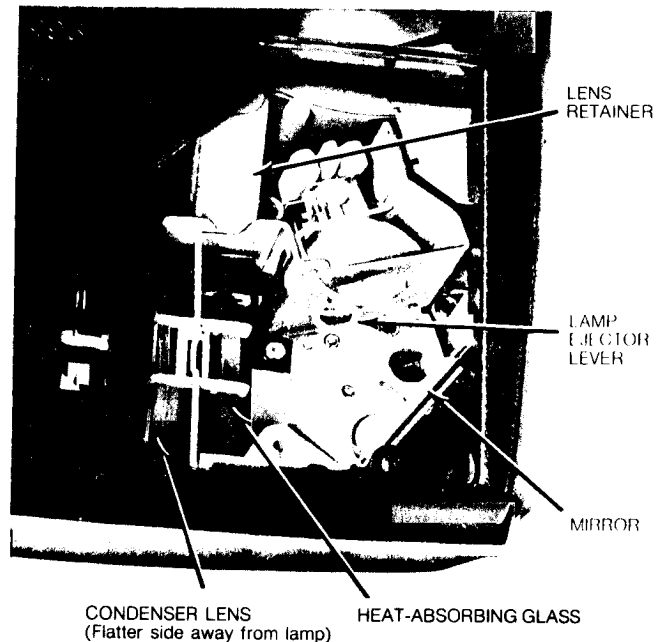 LENS
RETAINER
LAMP
EJECTOR
LEVER
MIRROR
CONDENSER LENS
(Flatter side away from lamp)
HEAT-ABSORBING GLASS